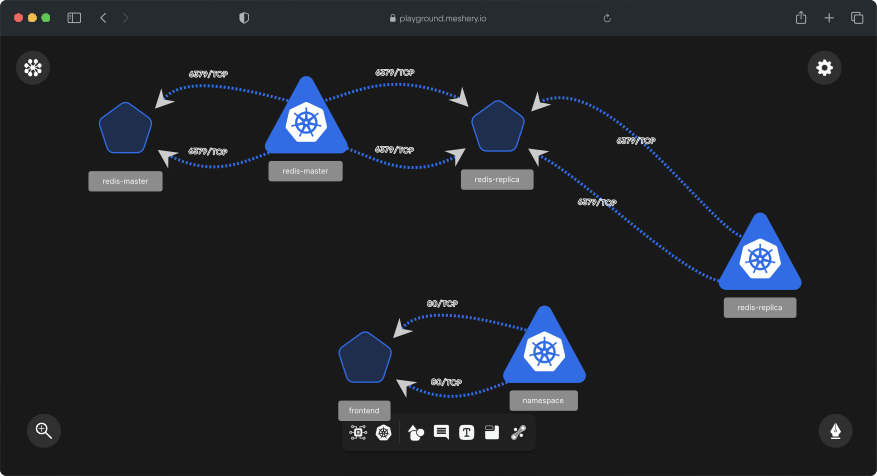 playground.meshery.io
6379/TCP
6379/TCP
6379/TCP
6379/TCP
redis-master
redis-master
redis-replica
6379/TCP
6379/TCP
redis-replica
80/TCP
80/TCP
namespace
frontend
T